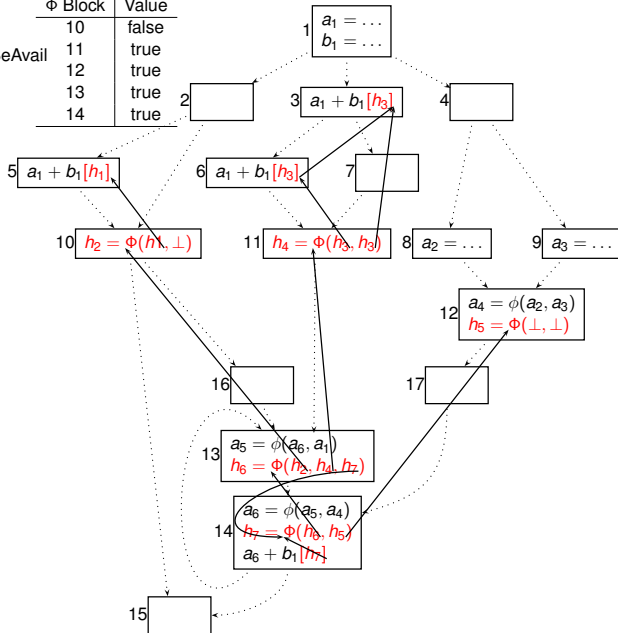 Φ Block Value
10 false
eAvail 11 true
12 true
13 true
14 true
1 a₁ = …
b₁ = …
2
3 a₁ + b₁[h₃]
4
5 a₁ + b₁[h₁]
6 a₁ + b₁[h₃]
7
10 h₂ = Φ(h1, ⊥)
11 h₄ = Φ(h₃, h₃)
8 a₂ = …
9 a₃ = …
12 a₄ = ϕ(a₂, a₃)
h₅ = Φ(⊥, ⊥)
16
17
13 a₅ = ϕ(a₆, a₁)
h₆ = Φ(h₂, h₄, h₇)
14 a₆ = ϕ(a₅, a₄)
h₇ = Φ(h₆, h₅)
a₆ + b₁[h₇]
15